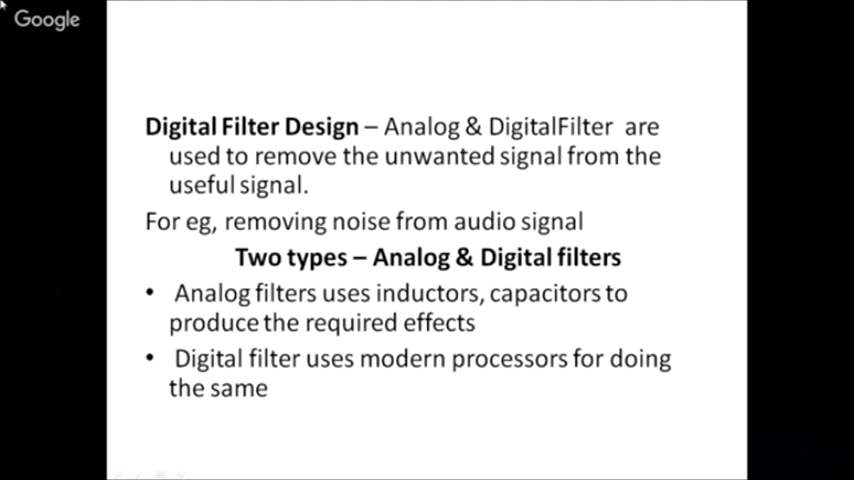 Google
Digital Filter Design – Analog & DigitalFilter are
used to remove the unwanted signal from the
useful signal.
For eg, removing noise from audio signal
Two types – Analog & Digital filters
• Analog filters uses inductors, capacitors to
produce the required effects
• Digital filter uses modern processors for doing
the same